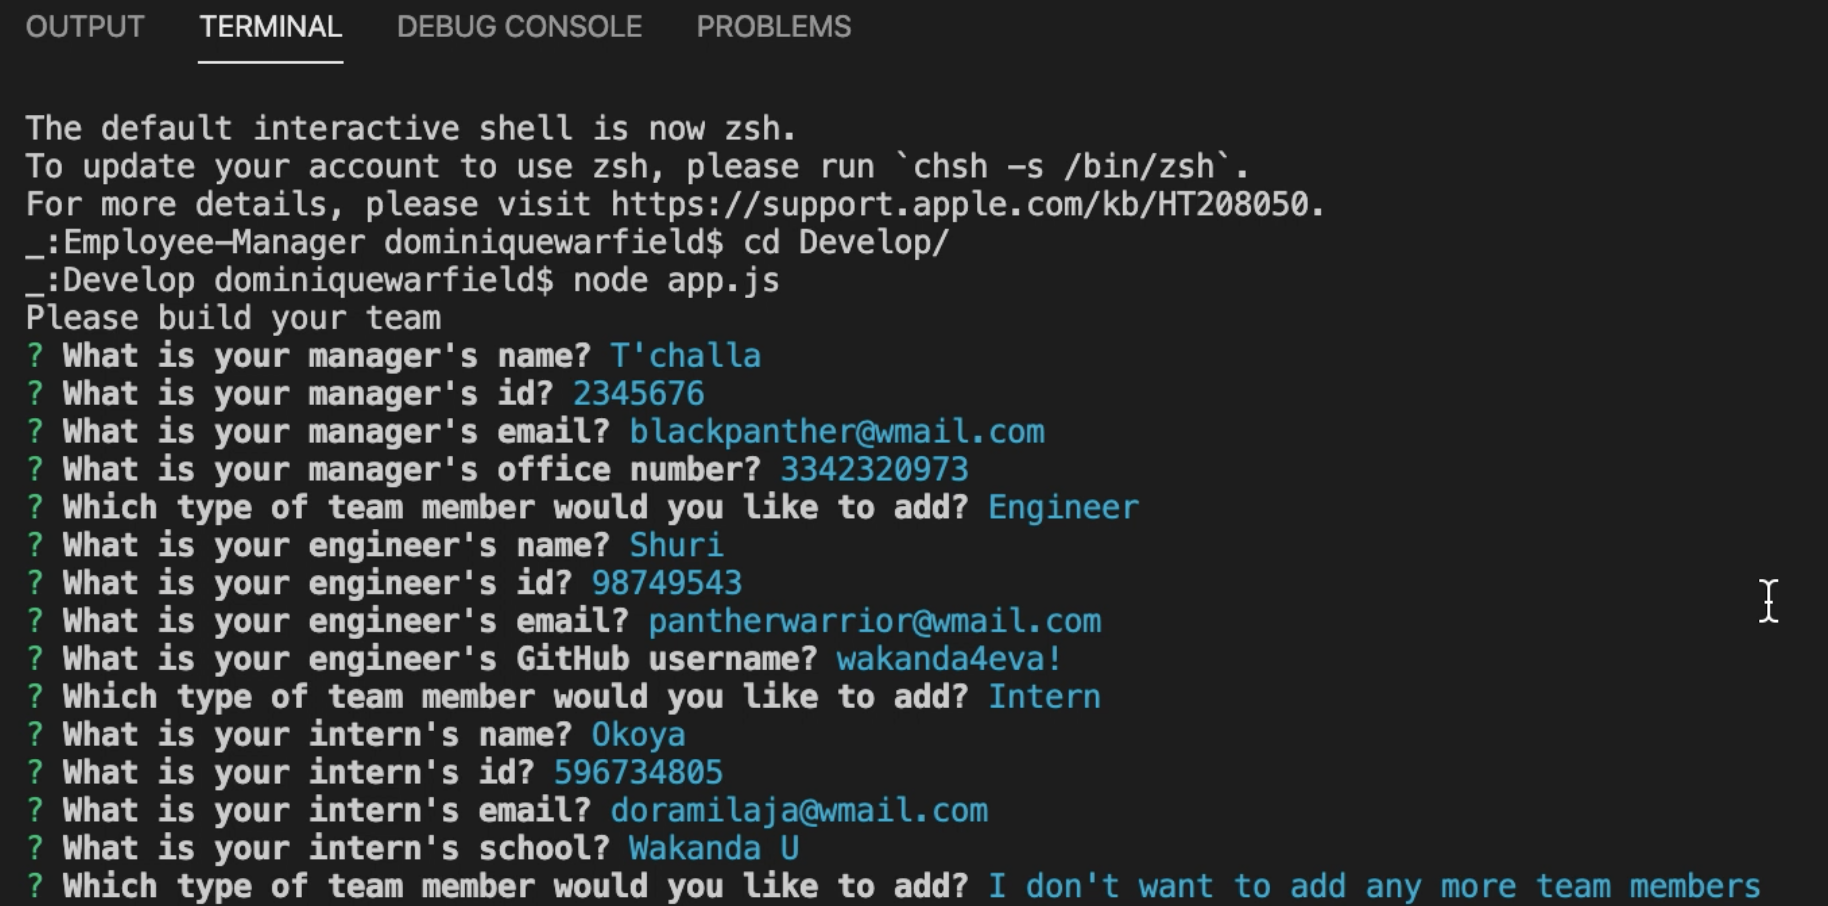 OUTPUT TERMINAL DEBUG CONSOLE PROBLEMS
The default interactive shell is now zsh.
To update your account to use zsh, please run `chsh -s /bin/zsh`.
For more details, please visit https://support.apple.com/kb/HT208050.
_:Employee-Manager dominiquewarfield$ cd Develop/
_:Develop dominiquewarfield$ node app.js
Please build your team
? What is your manager's name? T'challa
? What is your manager's id? 2345676
? What is your manager's email? blackpanther@wmail.com
? What is your manager's office number? 3342320973
? Which type of team member would you like to add? Engineer
? What is your engineer's name? Shuri
? What is your engineer's id? 98749543
? What is your engineer's email? pantherwarrior@wmail.com
? What is your engineer's GitHub username? wakanda4eva!
? Which type of team member would you like to add? Intern
? What is your intern's name? Okoya
? What is your intern's id? 596734805
? What is your intern's email? doramilaja@wmail.com
? What is your intern's school? Wakanda U
? Which type of team member would you like to add? I don't want to add any more team members